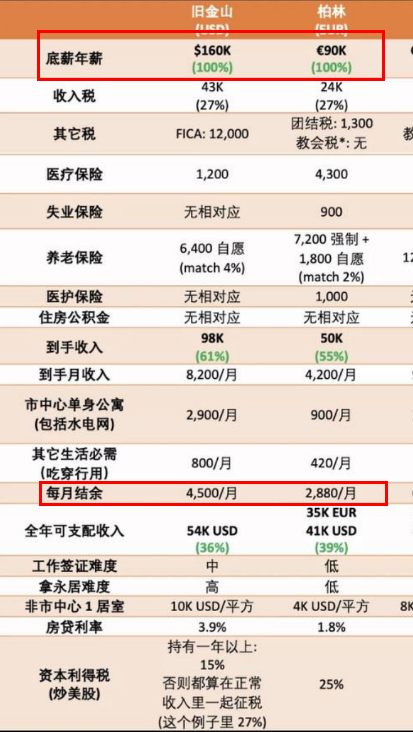 旧金山 柏林
(USD) (EUR)
底薪年薪 $160K €90K
(100%) (100%)
收入税 43K 24K
(27%) (27%)
其它税 FICA: 12,000 团结税: 1,300
教会税*: 无
医疗保险 1,200 4,300
失业保险 无相对应 900
养老保险 6,400 自愿 7,200 强制 +
(match 4%) 1,800 自愿
(match 2%)
医护保险 无相对应 1,000
住房公积金 无相对应 无相对应
到手收入 98K 50K
(61%) (55%)
到手月收入 8,200/月 4,200/月
市中心单身公寓 2,900/月 900/月
(包括水电网)
其它生活必需 800/月 420/月
(吃穿行用)
每月结余 4,500/月 2,880/月
全年可支配收入 54K USD 35K EUR
(36%) 41K USD
(39%)
工作签证难度 中 低
拿永居难度 高 低
非市中心 1 居室 10K USD/平方 4K USD/平方 8K
房贷利率 3.9% 1.8%
资本利得税 持有一年以上: 25%
(炒美股) 15%
否则都算在正常
收入里一起征税
(这个例子里 27%)